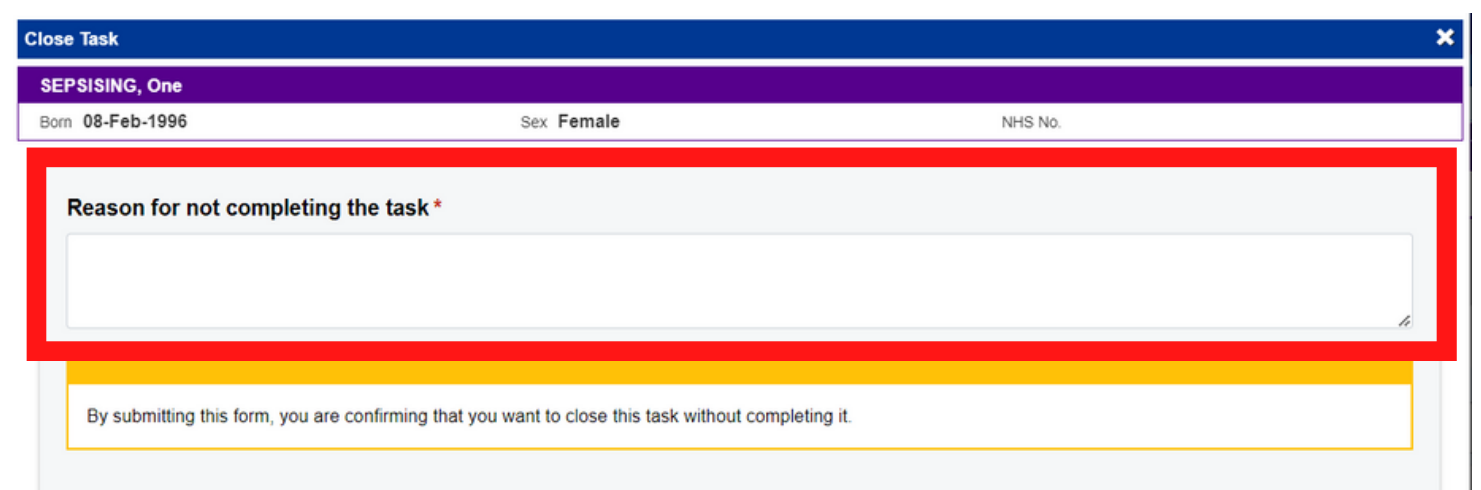 Close Task
SEPSISING, One
Born 08-Feb-1996 Sex Female NHS No.
Reason for not completing the task *
By submitting this form, you are confirming that you want to close this task without completing it.